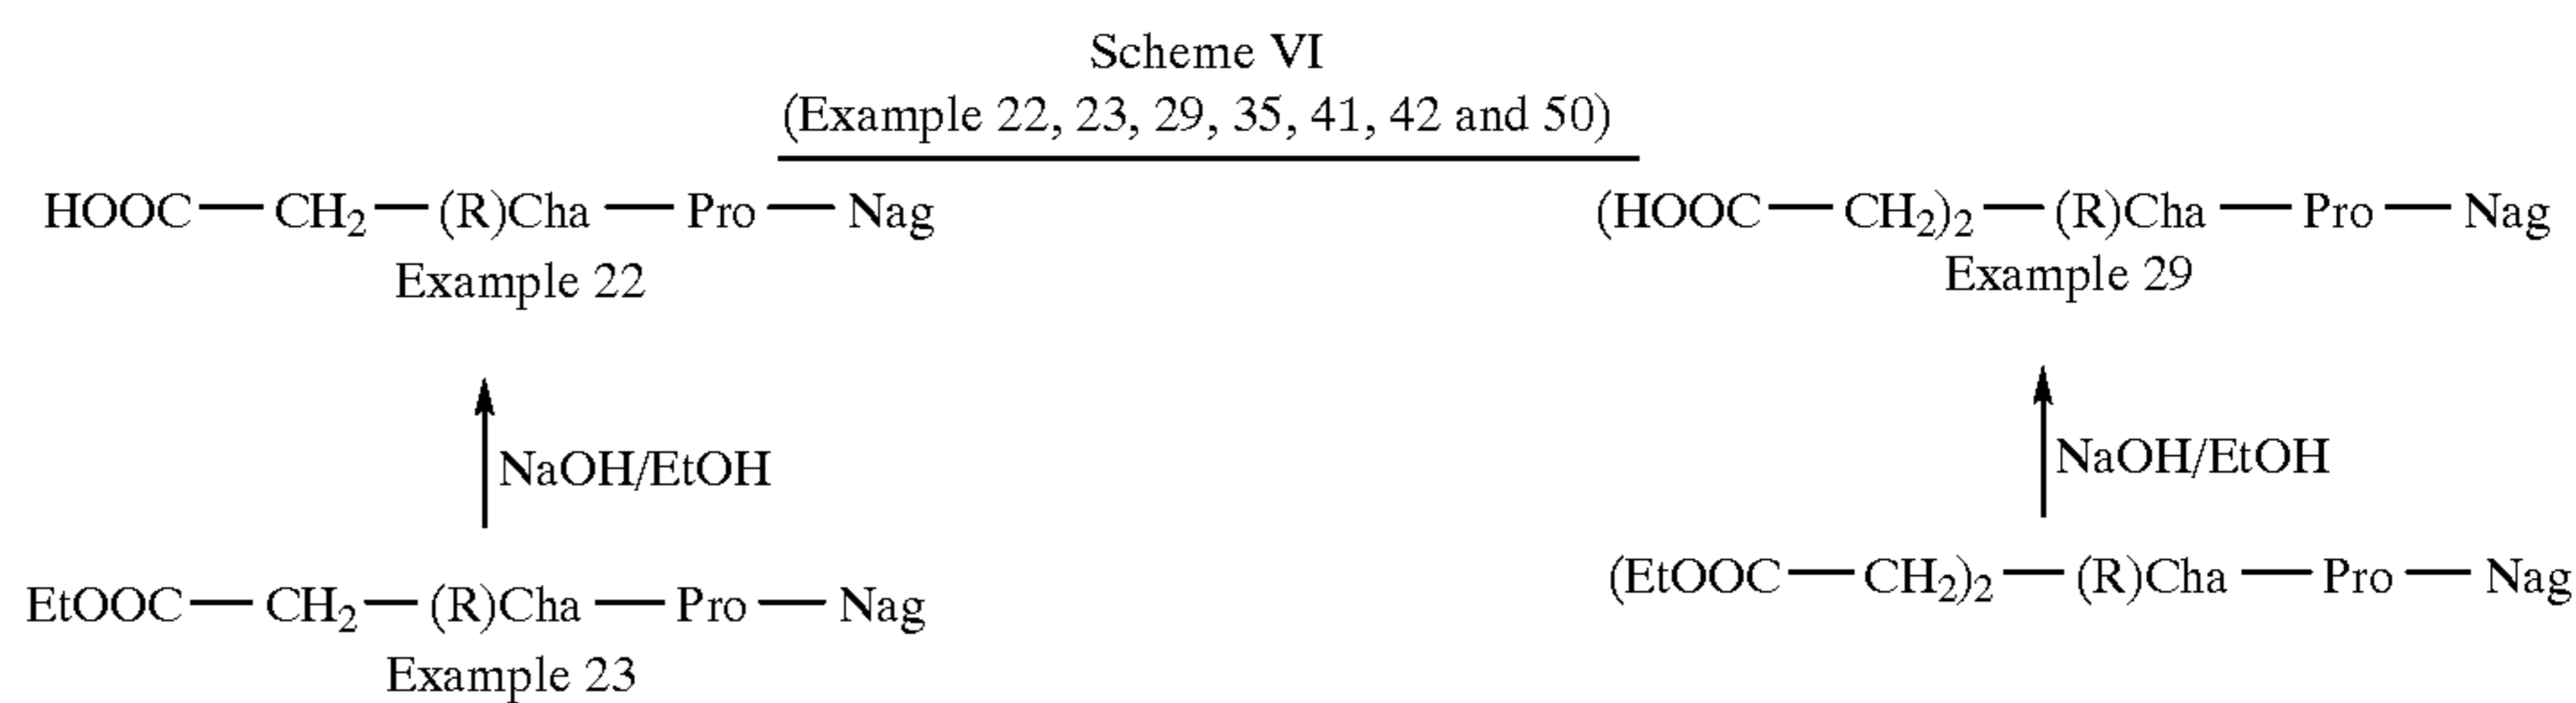 Scheme VI
(Example 22, 23, 29, 35, 41, 42 and 50)
HOOC—CH₂—(R)Cha—Pro—Nag
Example 22
(HOOC—CH₂)₂—(R)Cha—Pro—Nag
Example 29
NaOH/EtOH
NaOH/EtOH
EtOOC—CH₂—(R)Cha—Pro—Nag
Example 23
(EtOOC—CH₂)₂—(R)Cha—Pro—Nag